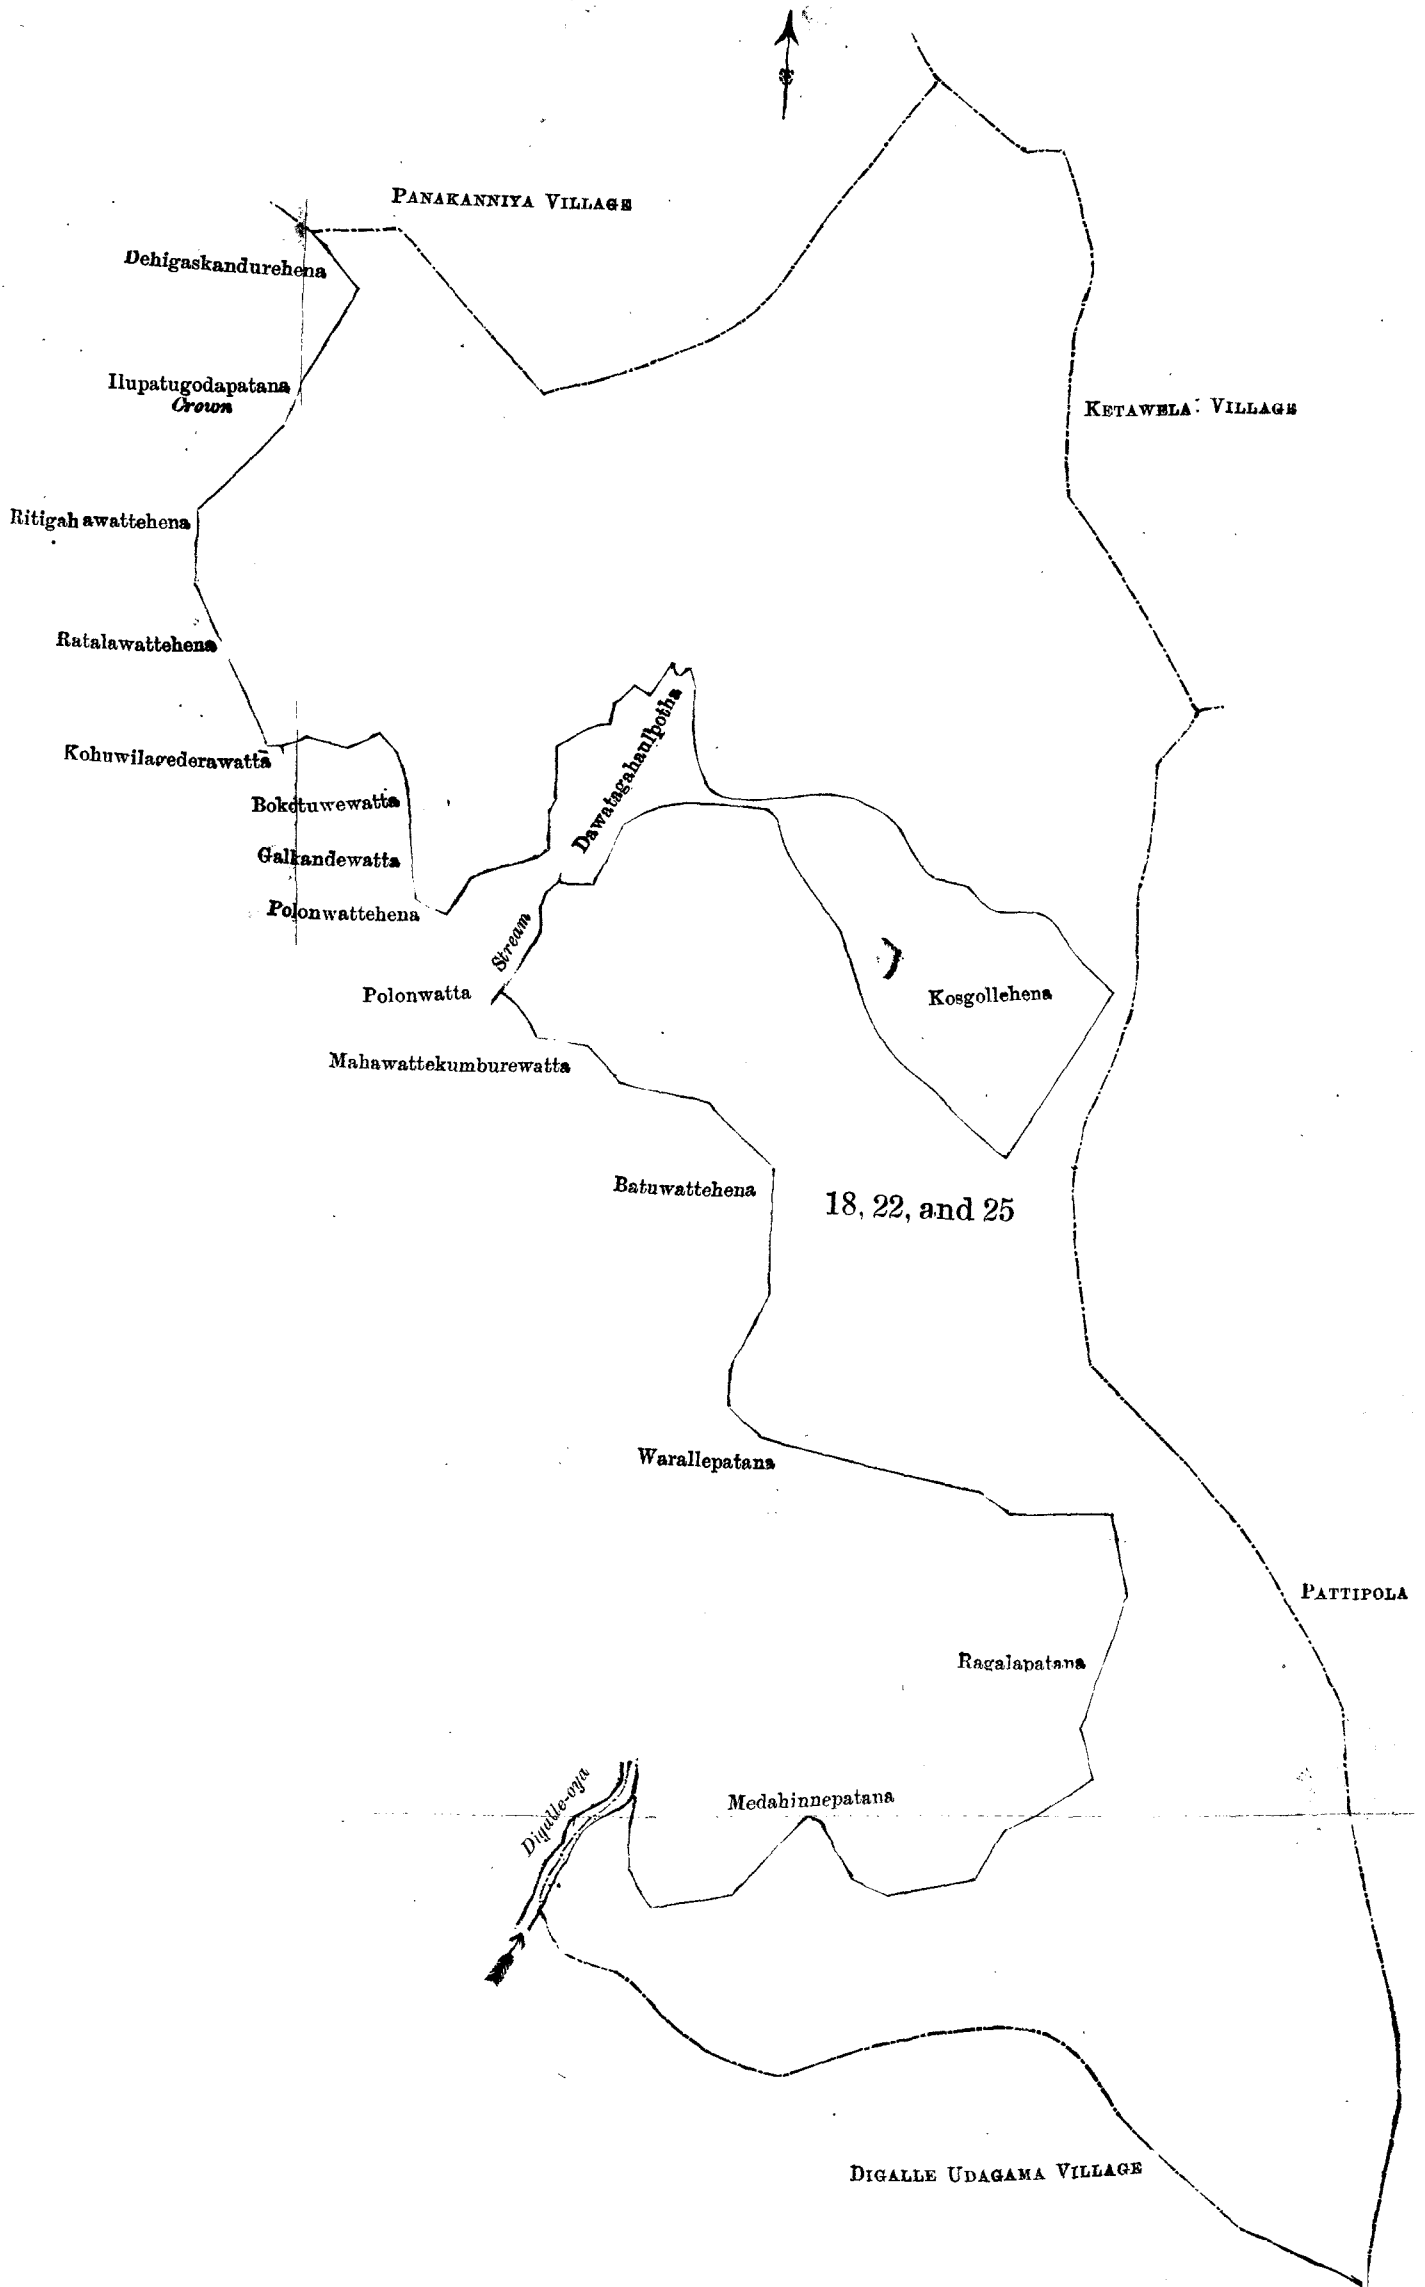 PANAKANNIYA VILLAGE
Dehigaskandurehena
Ilupatugodapatana
Crown
KETAWELA VILLAGE
Ritigahawattehena
Ratalawattehena
Kohuwilagederawatta
Dawatagahaulpotha
Boketuwewatta
Galkandewatta
Polonwattehena
Stream
Polonwatta
Kosgollehena
Mahawattekumburewatta
Batuwattehena
18, 22, and 25
Warallepatana
PATTIPOLA
Ragalapatana
Digalle-oya
Medahinnepatana
DIGALLE UDAGAMA VILLAGE